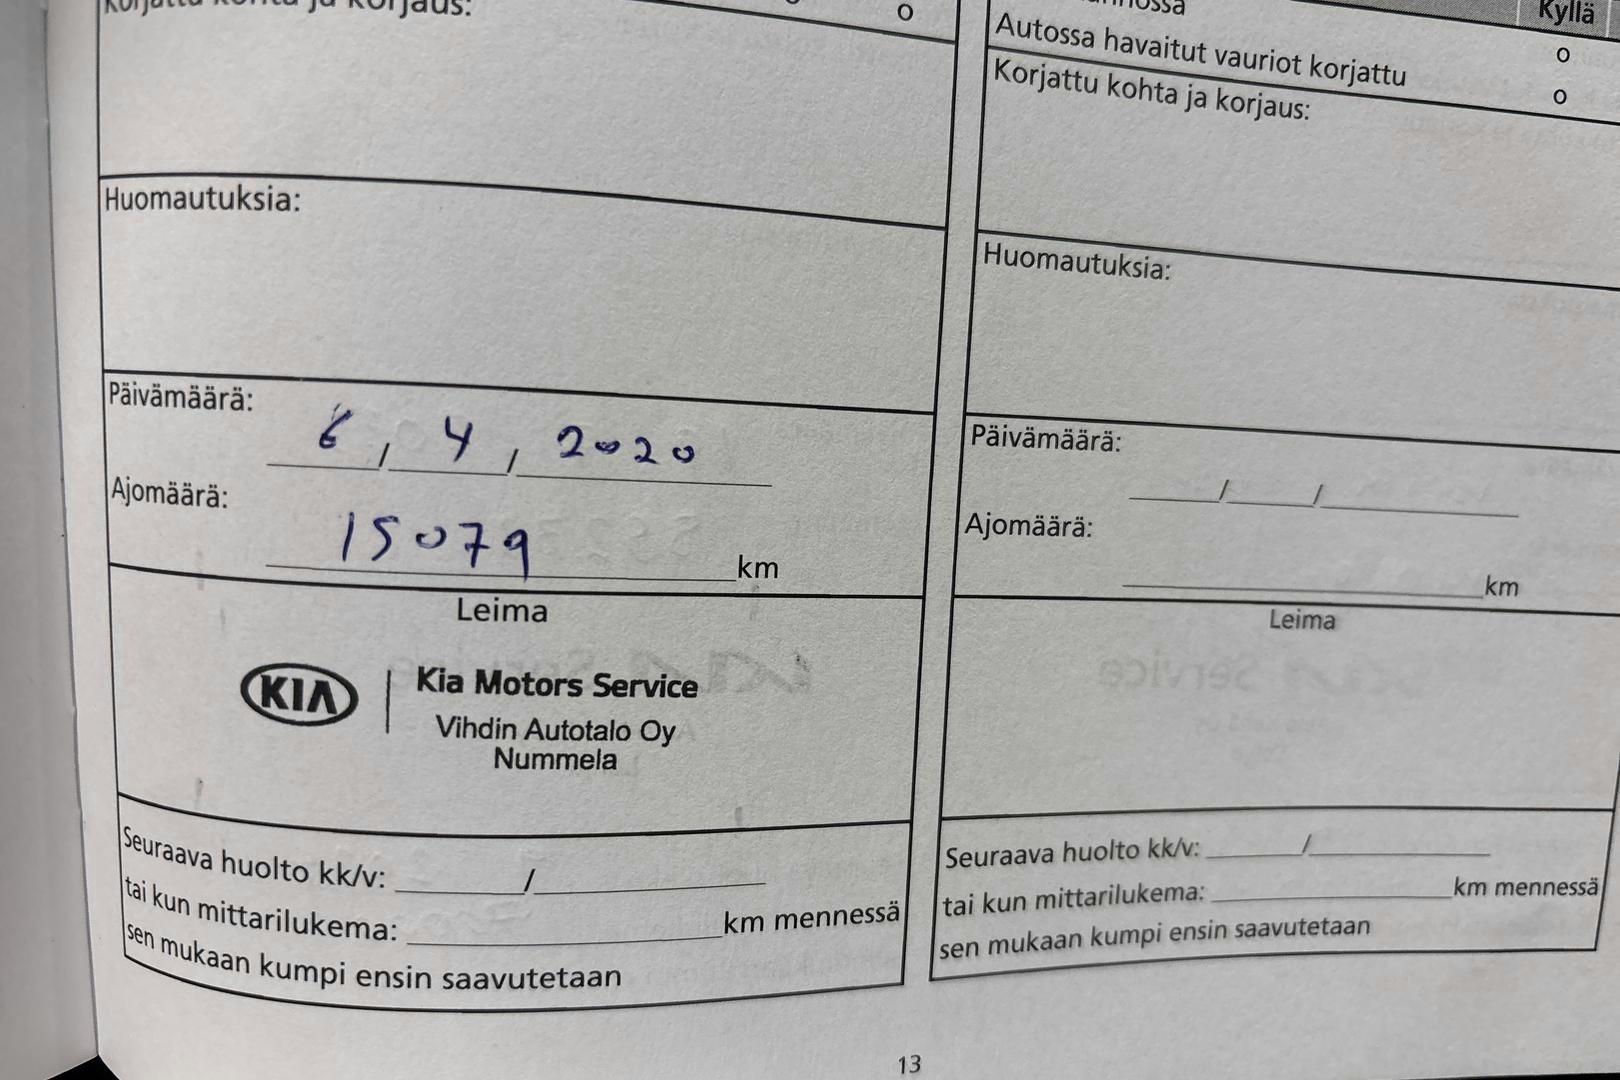 Korjattu kohta ja korjaus:
o
Huomautuksia:
Päivämäärä:
6 / 4 / 2020
Ajomäärä:
15079 km
Leima
KIA
Kia Motors Service
Vihdin Autotalo Oy
Nummela
Seuraava huolto kk/v: /
tai kun mittarilukema: km mennessä
sen mukaan kumpi ensin saavutetaan
Kyllä
Autossa havaitut vauriot korjattu o
o
Korjattu kohta ja korjaus:
Huomautuksia:
Päivämäärä:
/ /
Ajomäärä:
km
Leima
Seuraava huolto kk/v: /
tai kun mittarilukema: km mennessä
sen mukaan kumpi ensin saavutetaan
13